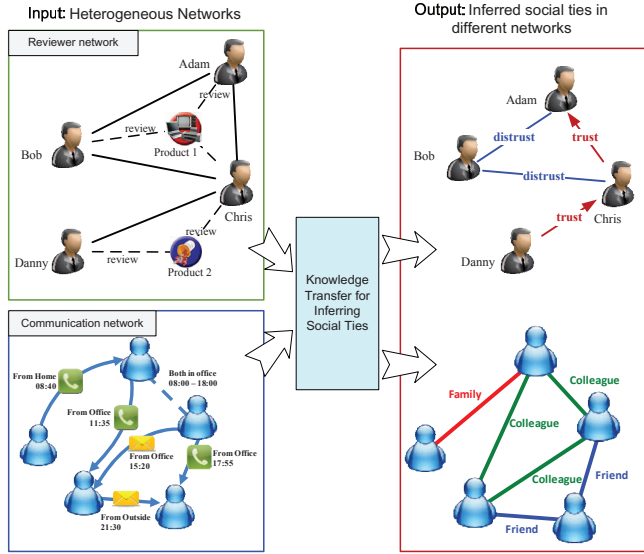 Input: Heterogeneous Networks
Reviewer network
Adam
review
review
Bob
Product 1
Chris
review
Danny
review
Product 2
Communication network
From Home
08:40
Both in office
08:00 – 18:00
From Office
11:35
From Office
15:20
From Office
17:55
From Outside
21:30
Knowledge
Transfer for
Inferring
Social Ties
Output: Inferred social ties in
different networks
Adam
distrust
trust
Bob
distrust
Chris
trust
Danny
Family
Colleague
Colleague
Colleague
Friend
Friend